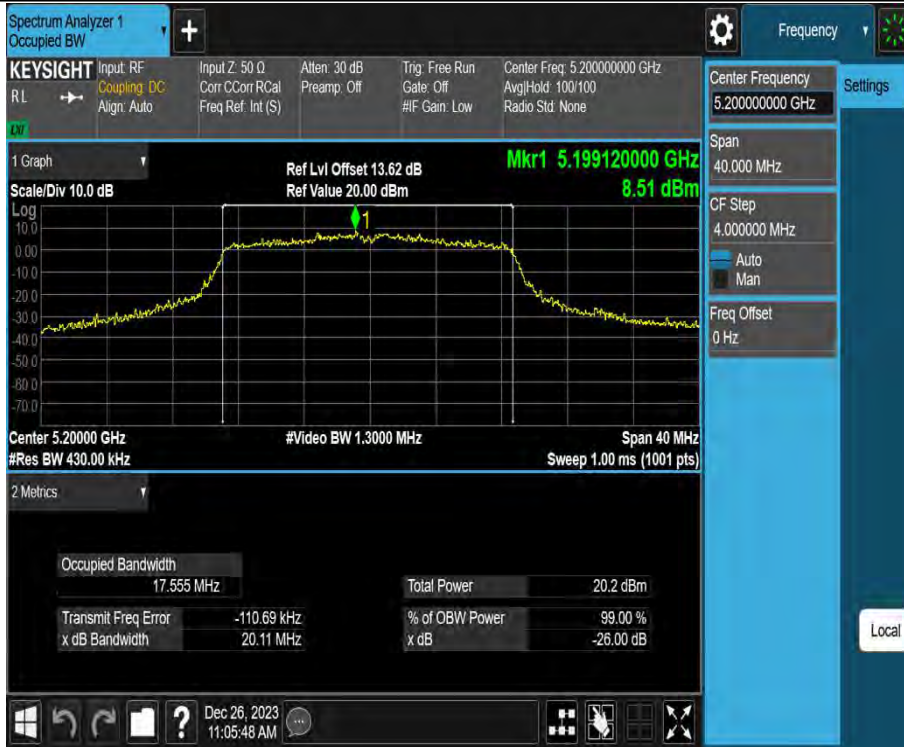 Spectrum Analyzer 1
Occupied BW
+
Frequency
KEYSIGHT
RL
LXI
Input: RF
Coupling: DC
Align: Auto
Input Z: 50 Ω
Corr CCorr RCal
Freq Ref: Int (S)
Atten: 30 dB
Preamp: Off
Trig: Free Run
Gate: Off
#IF Gain: Low
Center Freq: 5.200000000 GHz
Avg|Hold: 100/100
Radio Std: None
Center Frequency
5.200000000 GHz
Settings
Span
40.000 MHz
CF Step
4.000000 MHz
Auto
Man
Freq Offset
0 Hz
1 Graph
Scale/Div 10.0 dB
Ref Lvl Offset 13.62 dB
Ref Value 20.00 dBm
Mkr1 5.199120000 GHz
8.51 dBm
Log
10.0
0.00
-10.0
-20.0
-30.0
-40.0
-50.0
-60.0
-70.0
1
Center 5.20000 GHz
#Res BW 430.00 kHz
#Video BW 1.3000 MHz
Span 40 MHz
Sweep 1.00 ms (1001 pts)
2 Metrics
Occupied Bandwidth
17.555 MHz
Total Power 20.2 dBm
Transmit Freq Error -110.69 kHz
% of OBW Power 99.00 %
x dB Bandwidth 20.11 MHz
x dB -26.00 dB
Local
?
Dec 26, 2023
11:05:48 AM